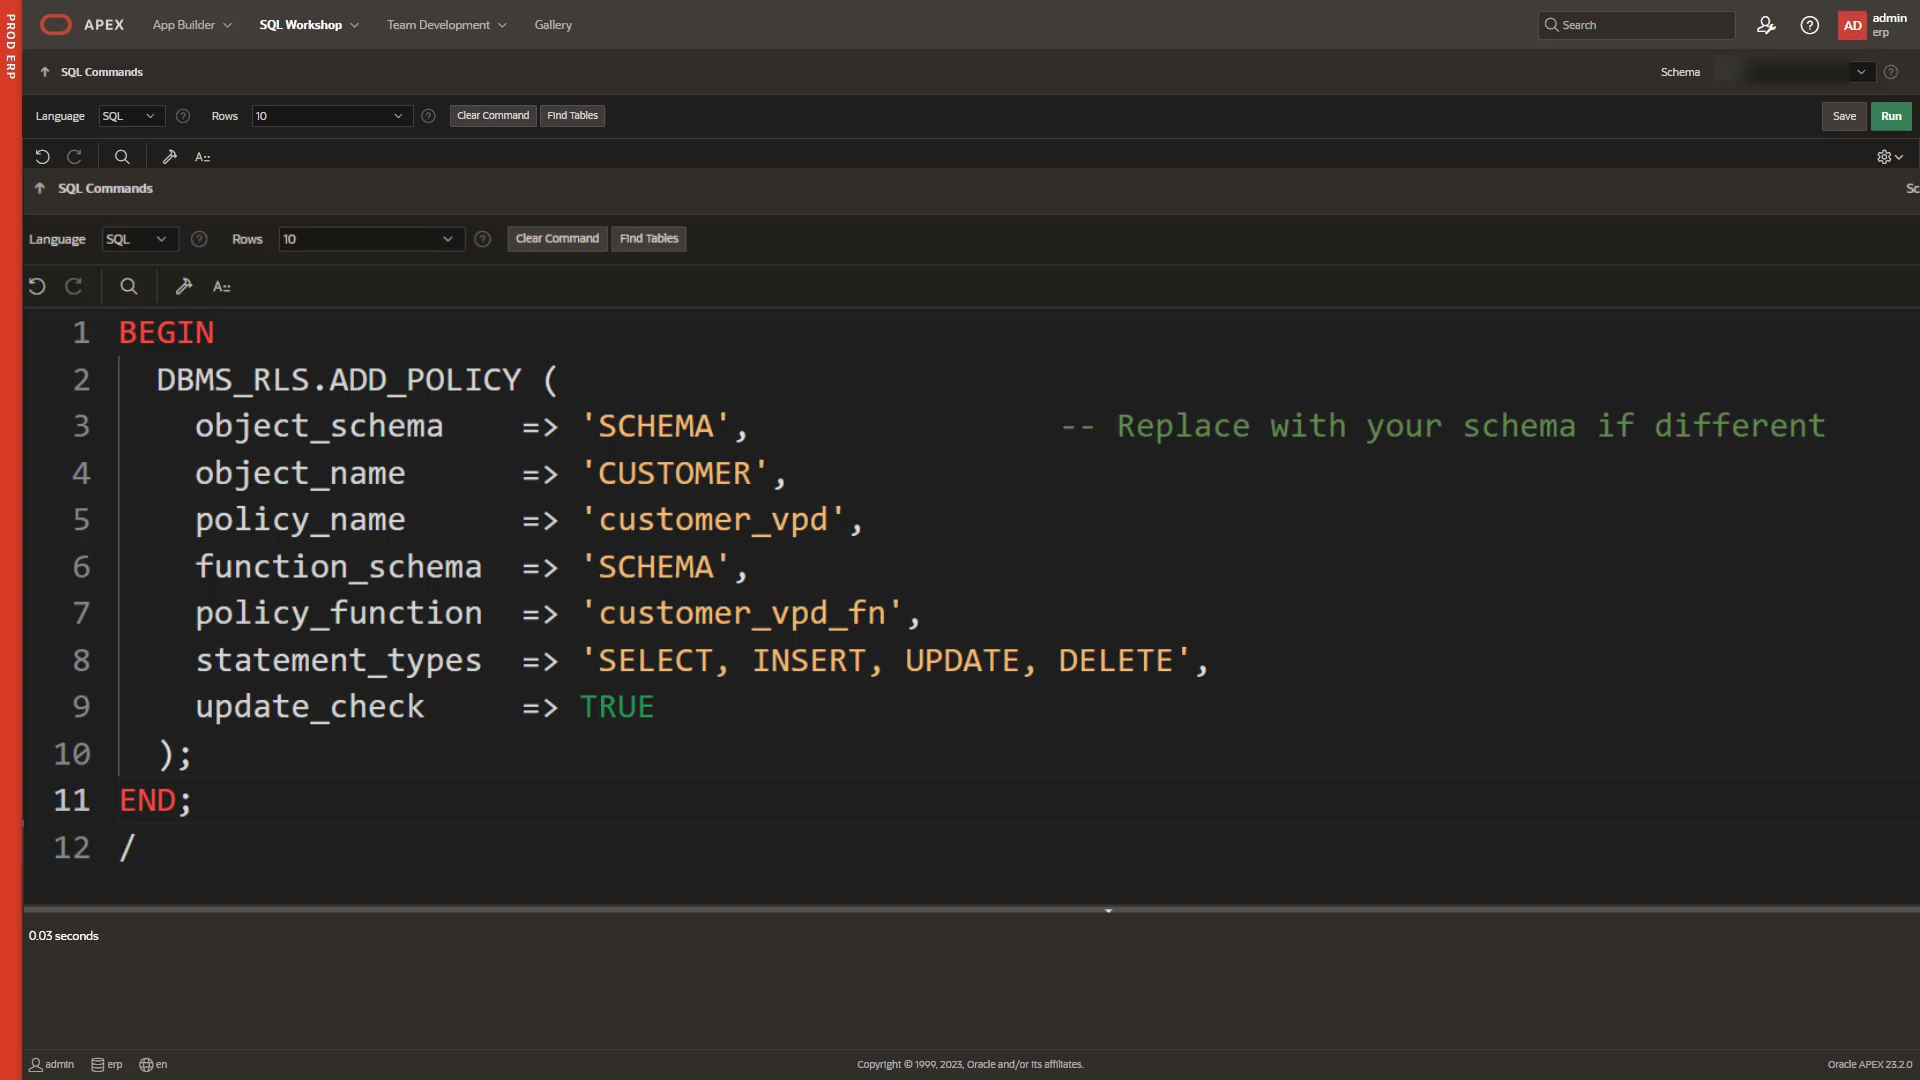 PROD ERP
APEX App Builder SQL Workshop Team Development Gallery Search AD admin
erp
SQL Commands Schema
Language SQL Rows 10 Clear Command Find Tables Save Run
SQL Commands Sc
Language SQL Rows 10 Clear Command Find Tables
1 BEGIN
2 DBMS_RLS.ADD_POLICY (
3 object_schema => 'SCHEMA', -- Replace with your schema if different
4 object_name => 'CUSTOMER',
5 policy_name => 'customer_vpd',
6 function_schema => 'SCHEMA',
7 policy_function => 'customer_vpd_fn',
8 statement_types => 'SELECT, INSERT, UPDATE, DELETE',
9 update_check => TRUE
10 );
11 END;
12 /
0.03 seconds
admin erp en Copyright © 1999, 2023, Oracle and/or its affiliates. Oracle APEX 23.2.0